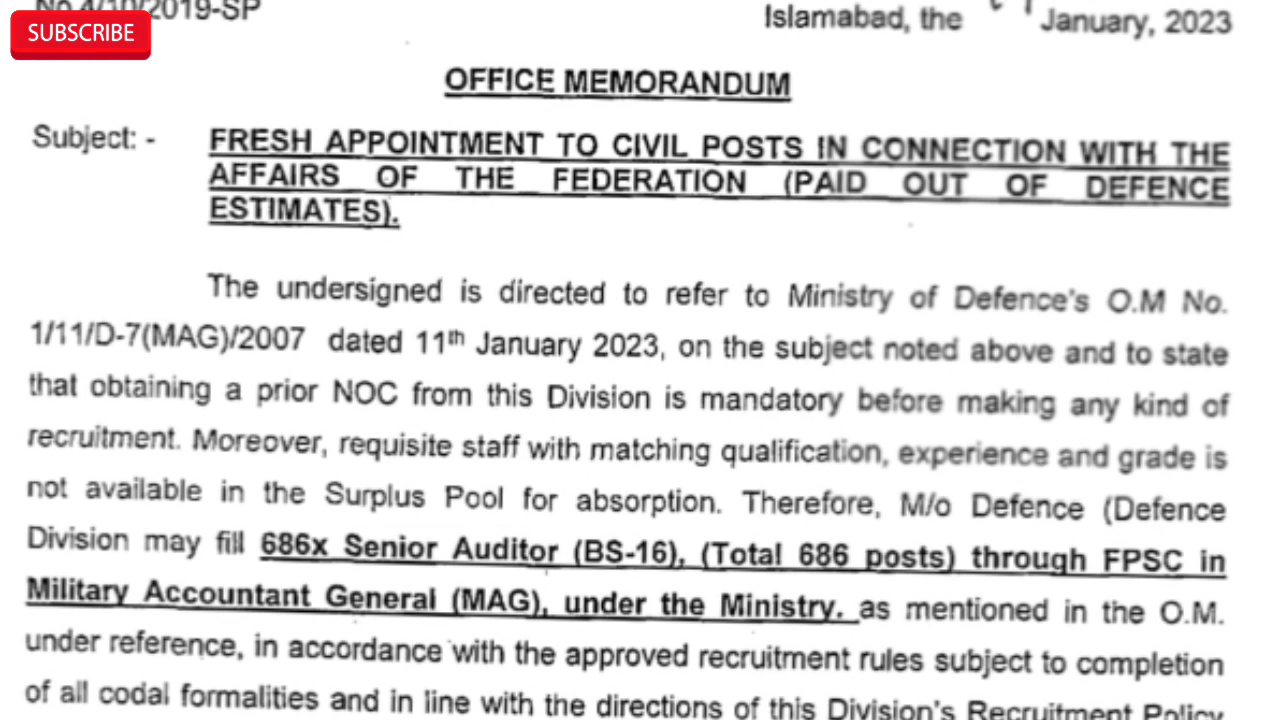 No.4/10/2019-SP
SUBSCRIBE
Islamabad, the January, 2023
OFFICE MEMORANDUM
Subject: - FRESH APPOINTMENT TO CIVIL POSTS IN CONNECTION WITH THE
AFFAIRS OF THE FEDERATION (PAID OUT OF DEFENCE
ESTIMATES).
The undersigned is directed to refer to Ministry of Defence's O.M No.
1/11/D-7(MAG)/2007 dated 11th January 2023, on the subject noted above and to state
that obtaining a prior NOC from this Division is mandatory before making any kind of
recruitment. Moreover, requisite staff with matching qualification, experience and grade is
not available in the Surplus Pool for absorption. Therefore, M/o Defence (Defence
Division may fill 686x Senior Auditor (BS-16), (Total 686 posts) through FPSC in
Military Accountant General (MAG), under the Ministry. as mentioned in the O.M.
under reference, in accordance with the approved recruitment rules subject to completion
of all codal formalities and in line with the directions of this Division's Recruitment Policy